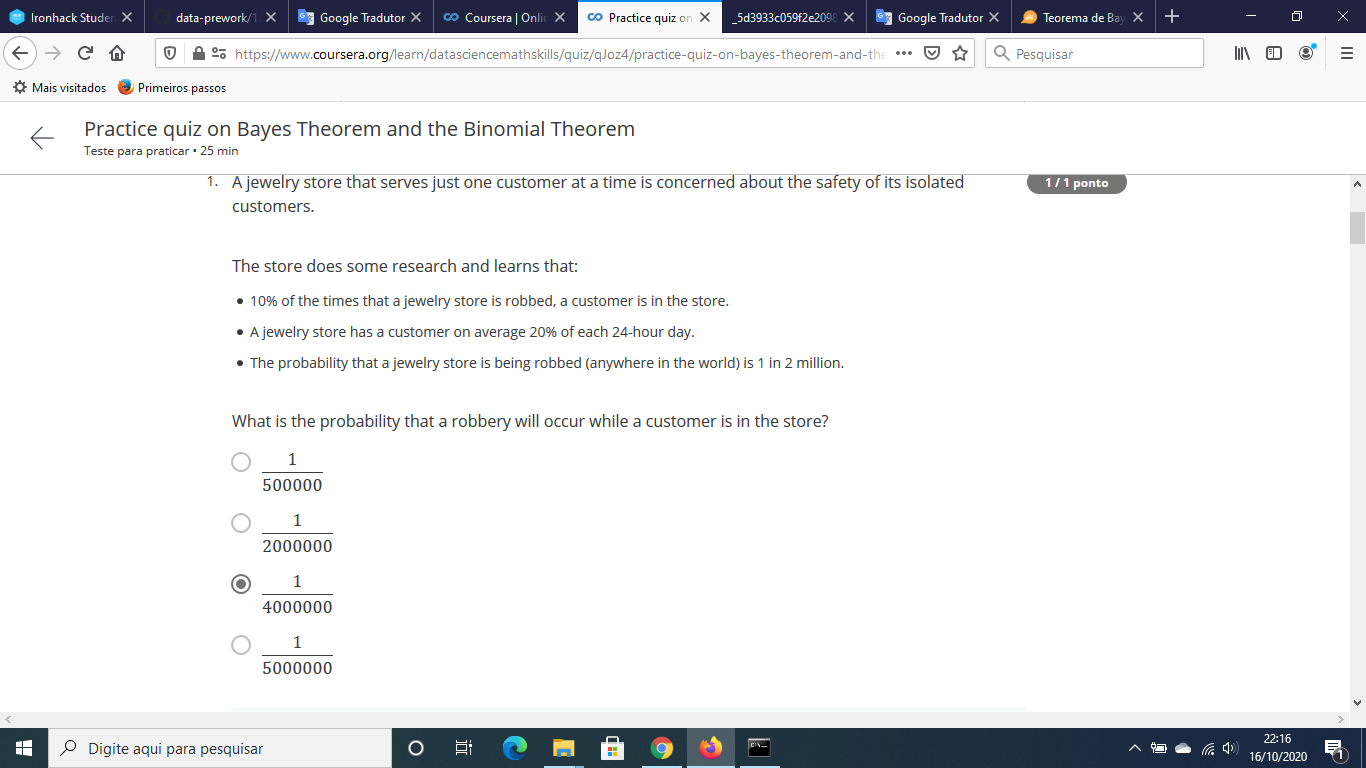 Ironhack Studen
data-prework/1
Google Tradutor
Coursera | Onlin
Practice quiz on
_5d3933c059f2e2098
Google Tradutor
Teorema de Bay
https://www.coursera.org/learn/datasciencemathskills/quiz/qJoz4/practice-quiz-on-bayes-theorem-and-the
Pesquisar
Mais visitados
Primeiros passos
Practice quiz on Bayes Theorem and the Binomial Theorem
Teste para praticar • 25 min
1. A jewelry store that serves just one customer at a time is concerned about the safety of its isolated
customers.
1 / 1 ponto
The store does some research and learns that:
• 10% of the times that a jewelry store is robbed, a customer is in the store.
• A jewelry store has a customer on average 20% of each 24-hour day.
• The probability that a jewelry store is being robbed (anywhere in the world) is 1 in 2 million.
What is the probability that a robbery will occur while a customer is in the store?
1
500000
1
2000000
1
4000000
1
5000000
Digite aqui para pesquisar
22:16
16/10/2020
1